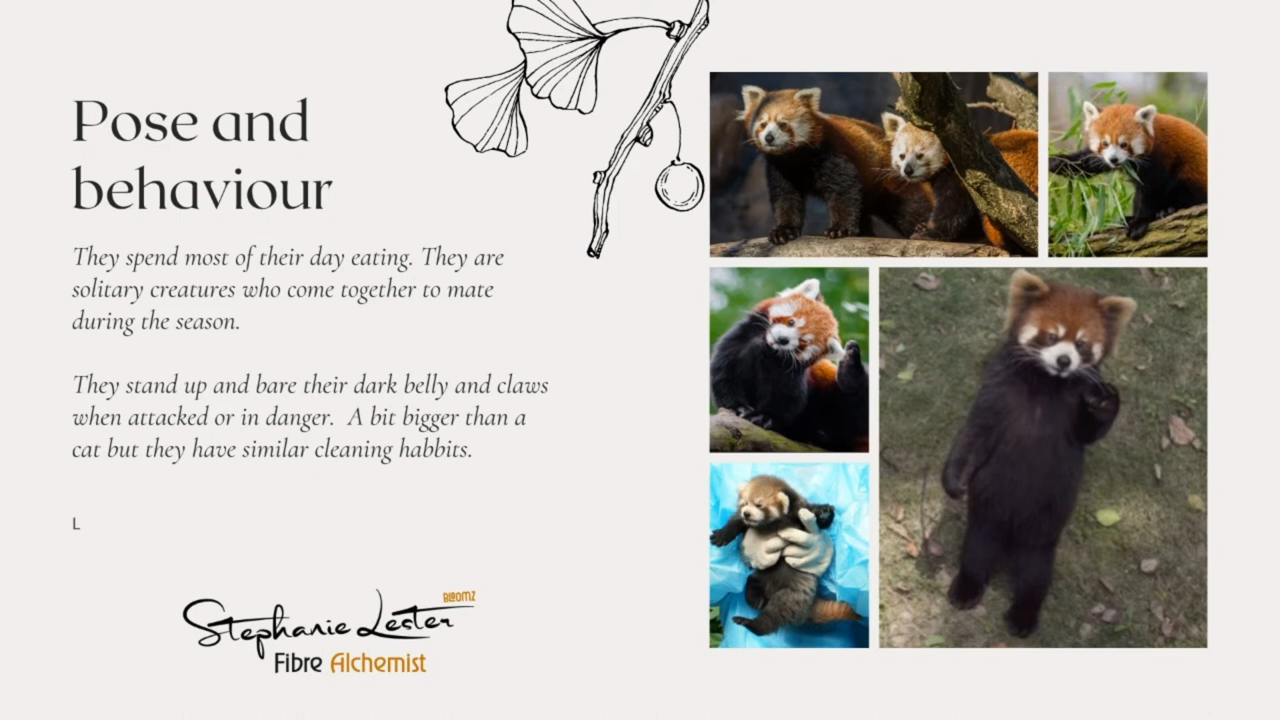 Pose and
behaviour
They spend most of their day eating. They are
solitary creatures who come together to mate
during the season.
They stand up and bare their dark belly and claws
when attacked or in danger.  A bit bigger than a
cat but they have similar cleaning habbits.
L
BLOOMZ
Stephanie Lester
Fibre Alchemist